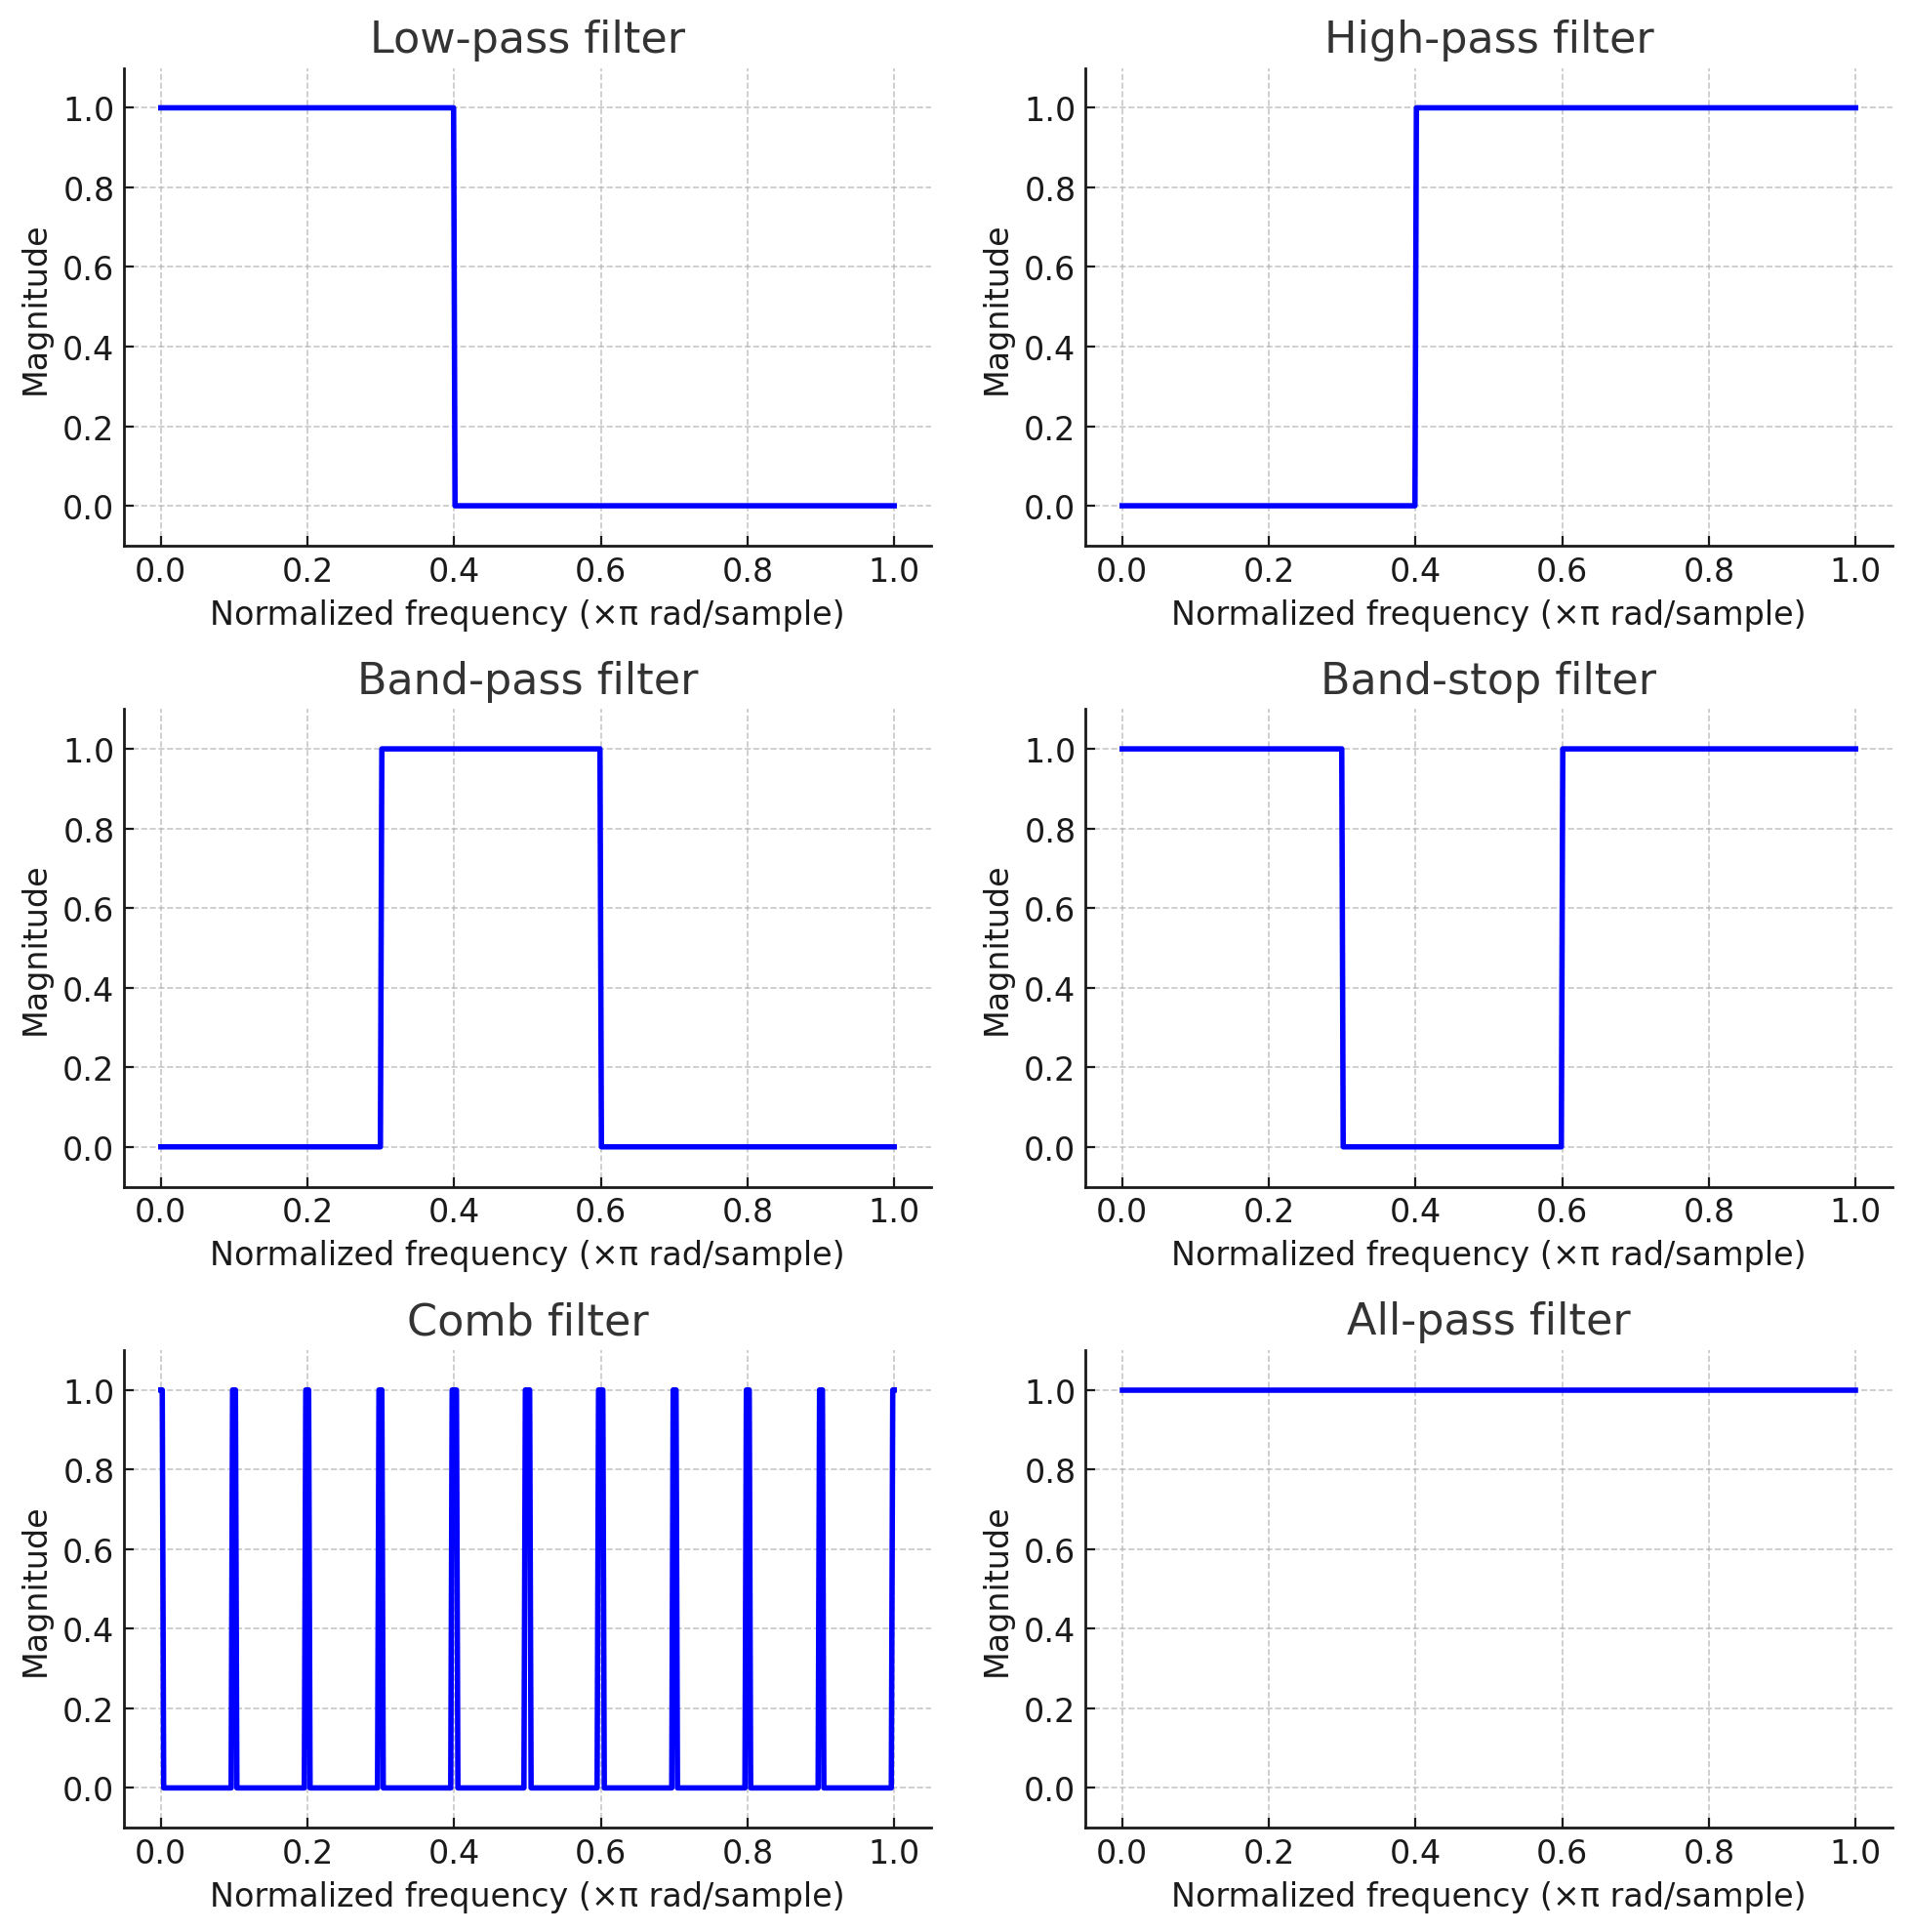 Low-pass filter
1.0
0.8
0.6
0.4
0.2
0.0
Magnitude
0.0 0.2 0.4 0.6 0.8 1.0
Normalized frequency (×π rad/sample)
High-pass filter
1.0
0.8
0.6
0.4
0.2
0.0
Magnitude
0.0 0.2 0.4 0.6 0.8 1.0
Normalized frequency (×π rad/sample)
Band-pass filter
1.0
0.8
0.6
0.4
0.2
0.0
Magnitude
0.0 0.2 0.4 0.6 0.8 1.0
Normalized frequency (×π rad/sample)
Band-stop filter
1.0
0.8
0.6
0.4
0.2
0.0
Magnitude
0.0 0.2 0.4 0.6 0.8 1.0
Normalized frequency (×π rad/sample)
Comb filter
1.0
0.8
0.6
0.4
0.2
0.0
Magnitude
0.0 0.2 0.4 0.6 0.8 1.0
Normalized frequency (×π rad/sample)
All-pass filter
1.0
0.8
0.6
0.4
0.2
0.0
Magnitude
0.0 0.2 0.4 0.6 0.8 1.0
Normalized frequency (×π rad/sample)